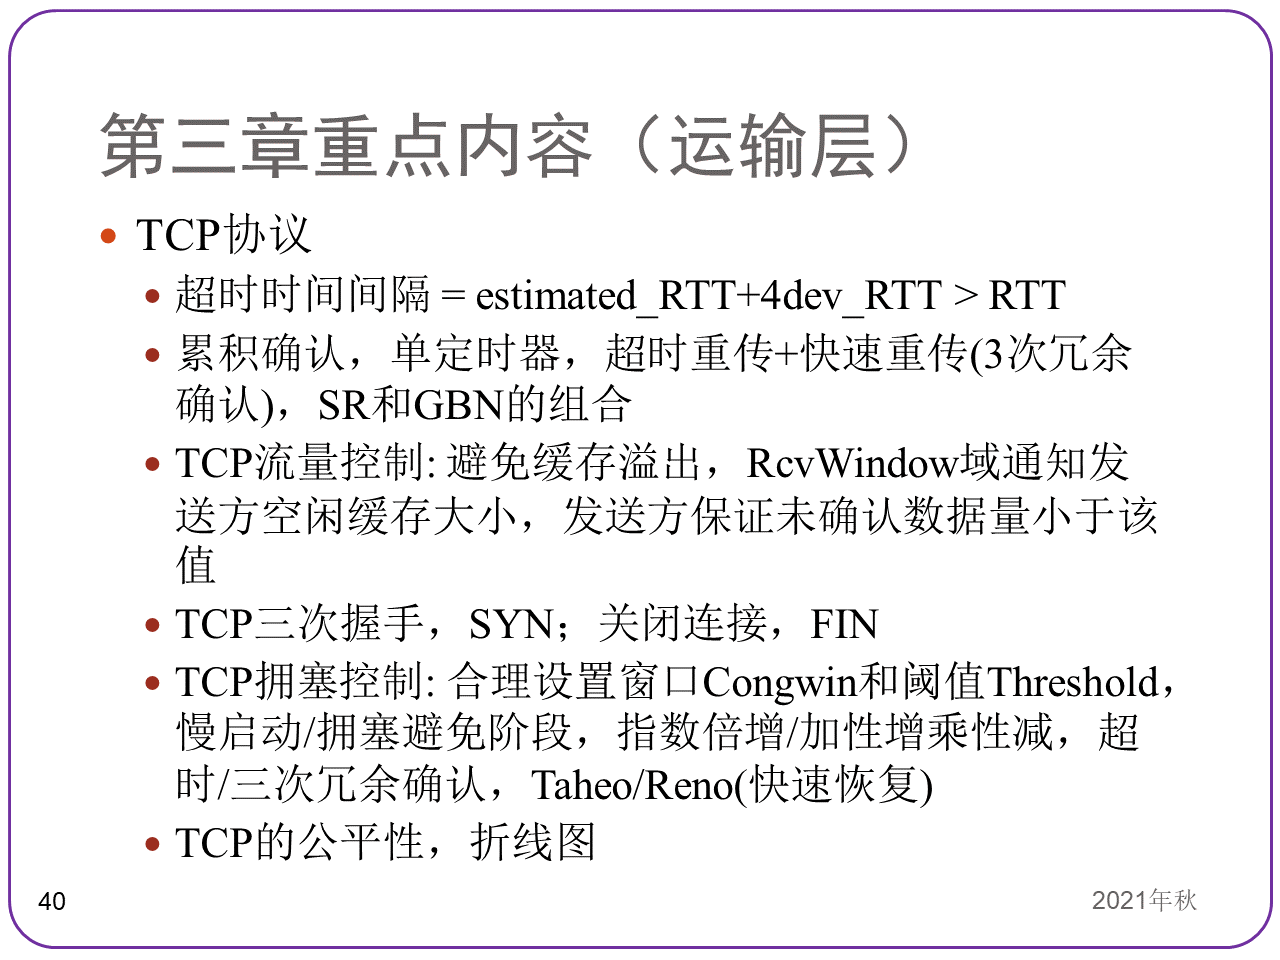 第三章重点内容（运输层）
TCP协议
超时时间间隔 = estimated_RTT+4dev_RTT > RTT
累积确认，单定时器，超时重传+快速重传(3次冗余
确认)，SR和GBN的组合
TCP流量控制: 避免缓存溢出，RcvWindow域通知发
送方空闲缓存大小，发送方保证未确认数据量小于该
值
TCP三次握手，SYN；关闭连接，FIN
TCP拥塞控制: 合理设置窗口Congwin和阈值Threshold，
慢启动/拥塞避免阶段，指数倍增/加性增乘性减，超
时/三次冗余确认，Taheo/Reno(快速恢复)
TCP的公平性，折线图
40
2021年秋